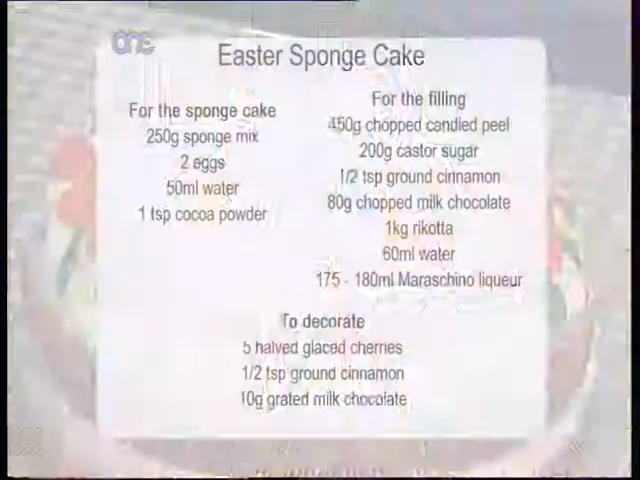 one
Easter Sponge Cake
For the sponge cake
250g sponge mix
2 eggs
50ml water
1 tsp cocoa powder
For the filling
450g chopped candied peel
200g castor sugar
1/2 tsp ground cinnamon
80g chopped milk chocolate
1kg rikotta
60ml water
175 - 180ml Maraschino liqueur
To decorate
5 halved glaced cherries
1/2 tsp ground cinnamon
10g grated milk chocolate